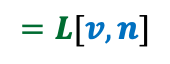 = L[v,n]